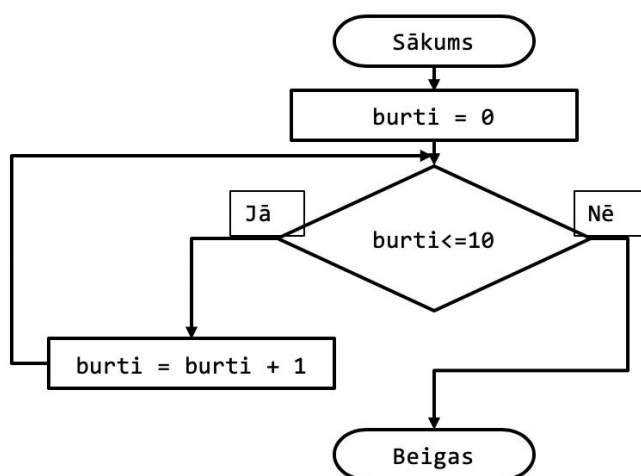 Sākums
burti = 0
Jā
Nē
burti<=10
burti = burti + 1
Beigas